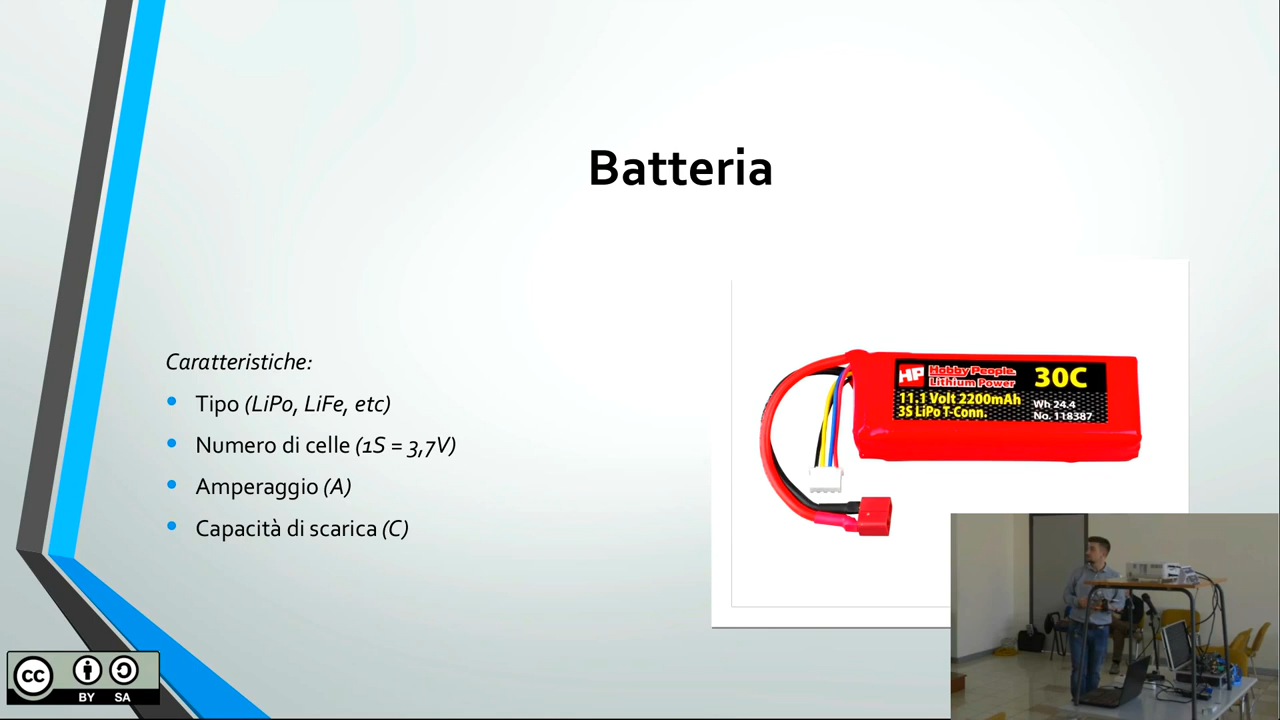 Batteria
Caratteristiche:
Tipo (LiPo, LiFe, etc)
Numero di celle (1S = 3,7V)
Amperaggio (A)
Capacità di scarica (C)
HP Hobby People
Lithium Power
30C
11.1 Volt 2200mAh
3S LiPo T-Conn.
Wh 24.4
No. 118387
CC
BY SA